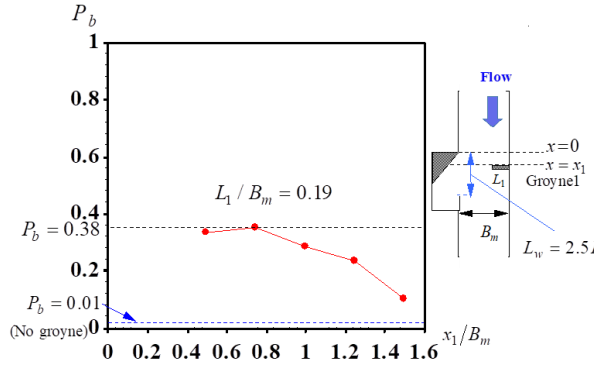 P_b
1
0.8
0.6
0.4
0.2
0
P_b = 0.38
P_b = 0.01
(No groyne)
L_1 / B_m = 0.19
0 0.2 0.4 0.6 0.8 1 1.2 1.4 1.6
x_1/B_m
Flow
x = 0
x = x_1
L_1
Groyne1
B_m
L_w = 2.5